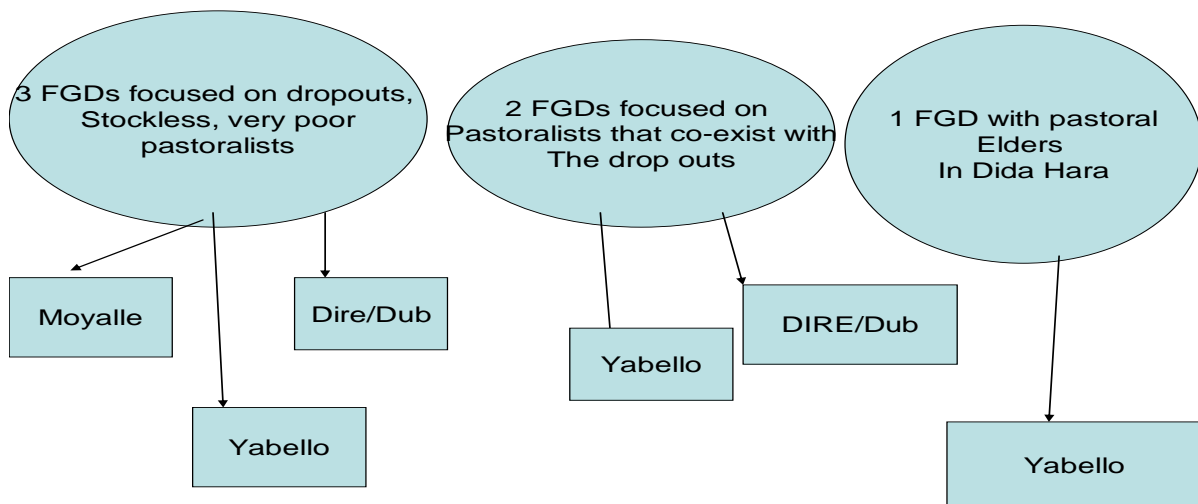 3 FGDs focused on dropouts,
Stockless, very poor
pastoralists
2 FGDs focused on
Pastoralists that co-exist with
The drop outs
1 FGD with pastoral
Elders
In Dida Hara
Moyalle
Dire/Dub
Yabello
Yabello
DIRE/Dub
Yabello